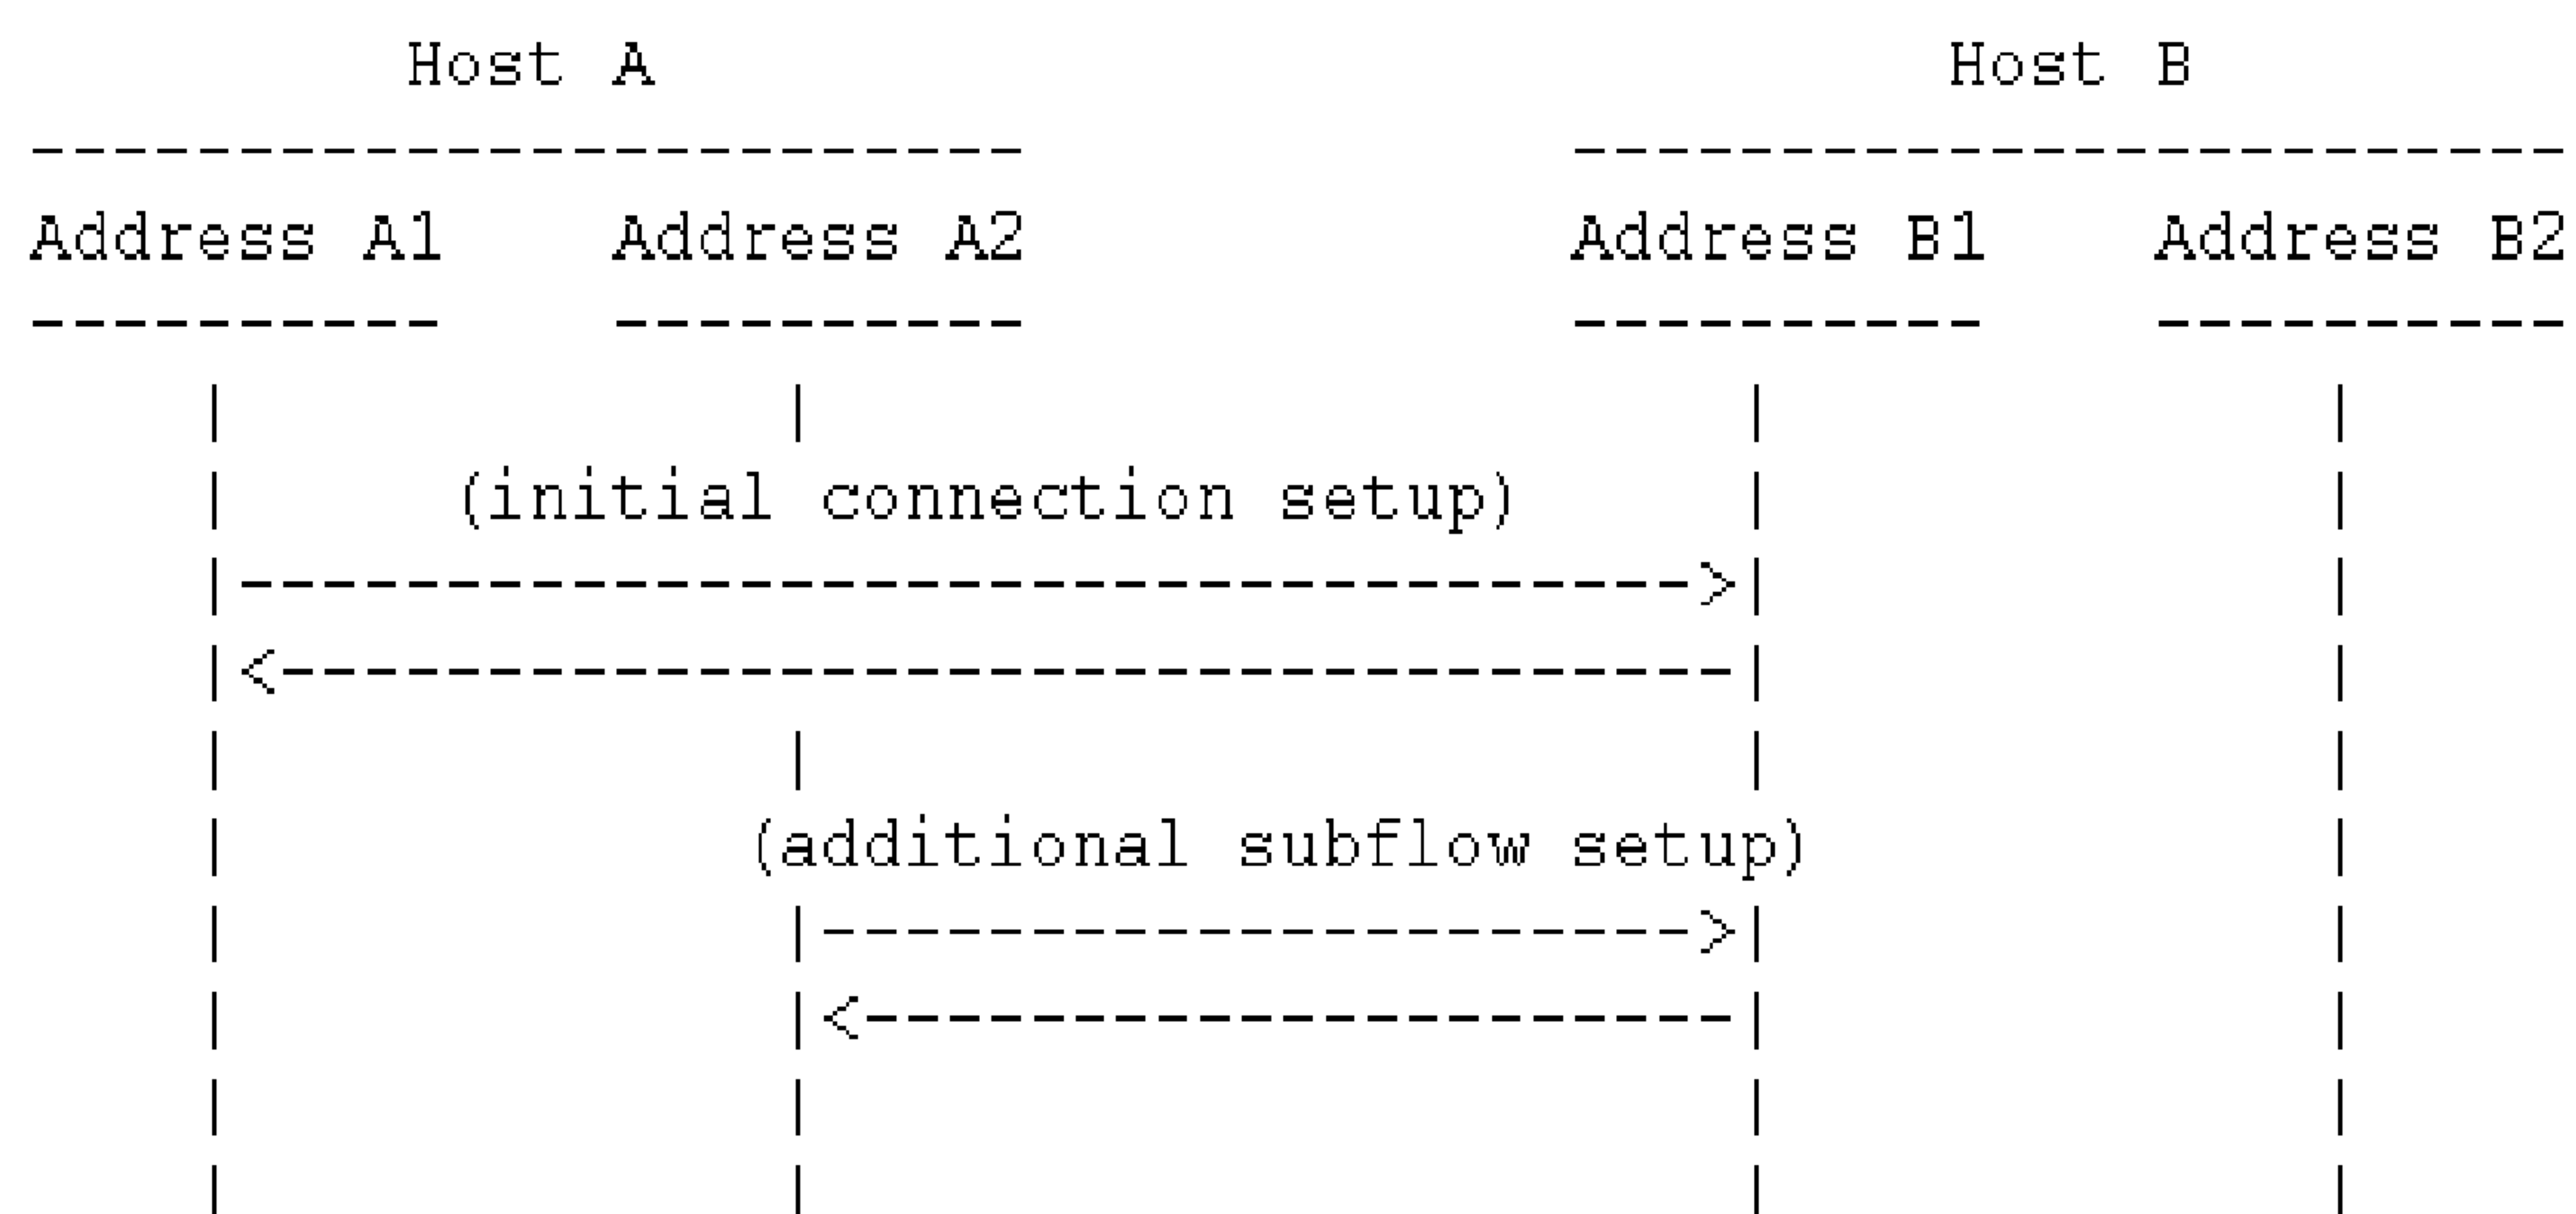 Host A                               Host B
------------------------             ------------------------
Address A1    Address A2             Address B1    Address B2
----------    ----------             ----------    ----------
    |             |                      |             |
    |     (initial connection setup)     |             |
    |----------------------------------->|             |
    |<-----------------------------------|             |
    |             |                      |             |
    |            (additional subflow setup)            |
    |             |--------------------->|             |
    |             |<---------------------|             |
    |             |                      |             |
    |             |                      |             |